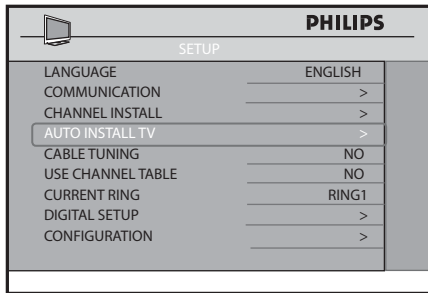 PHILIPS
SETUP
LANGUAGE ENGLISH
COMMUNICATION >
CHANNEL INSTALL >
AUTO INSTALL TV >
CABLE TUNING NO
USE CHANNEL TABLE NO
CURRENT RING RING1
DIGITAL SETUP >
CONFIGURATION >